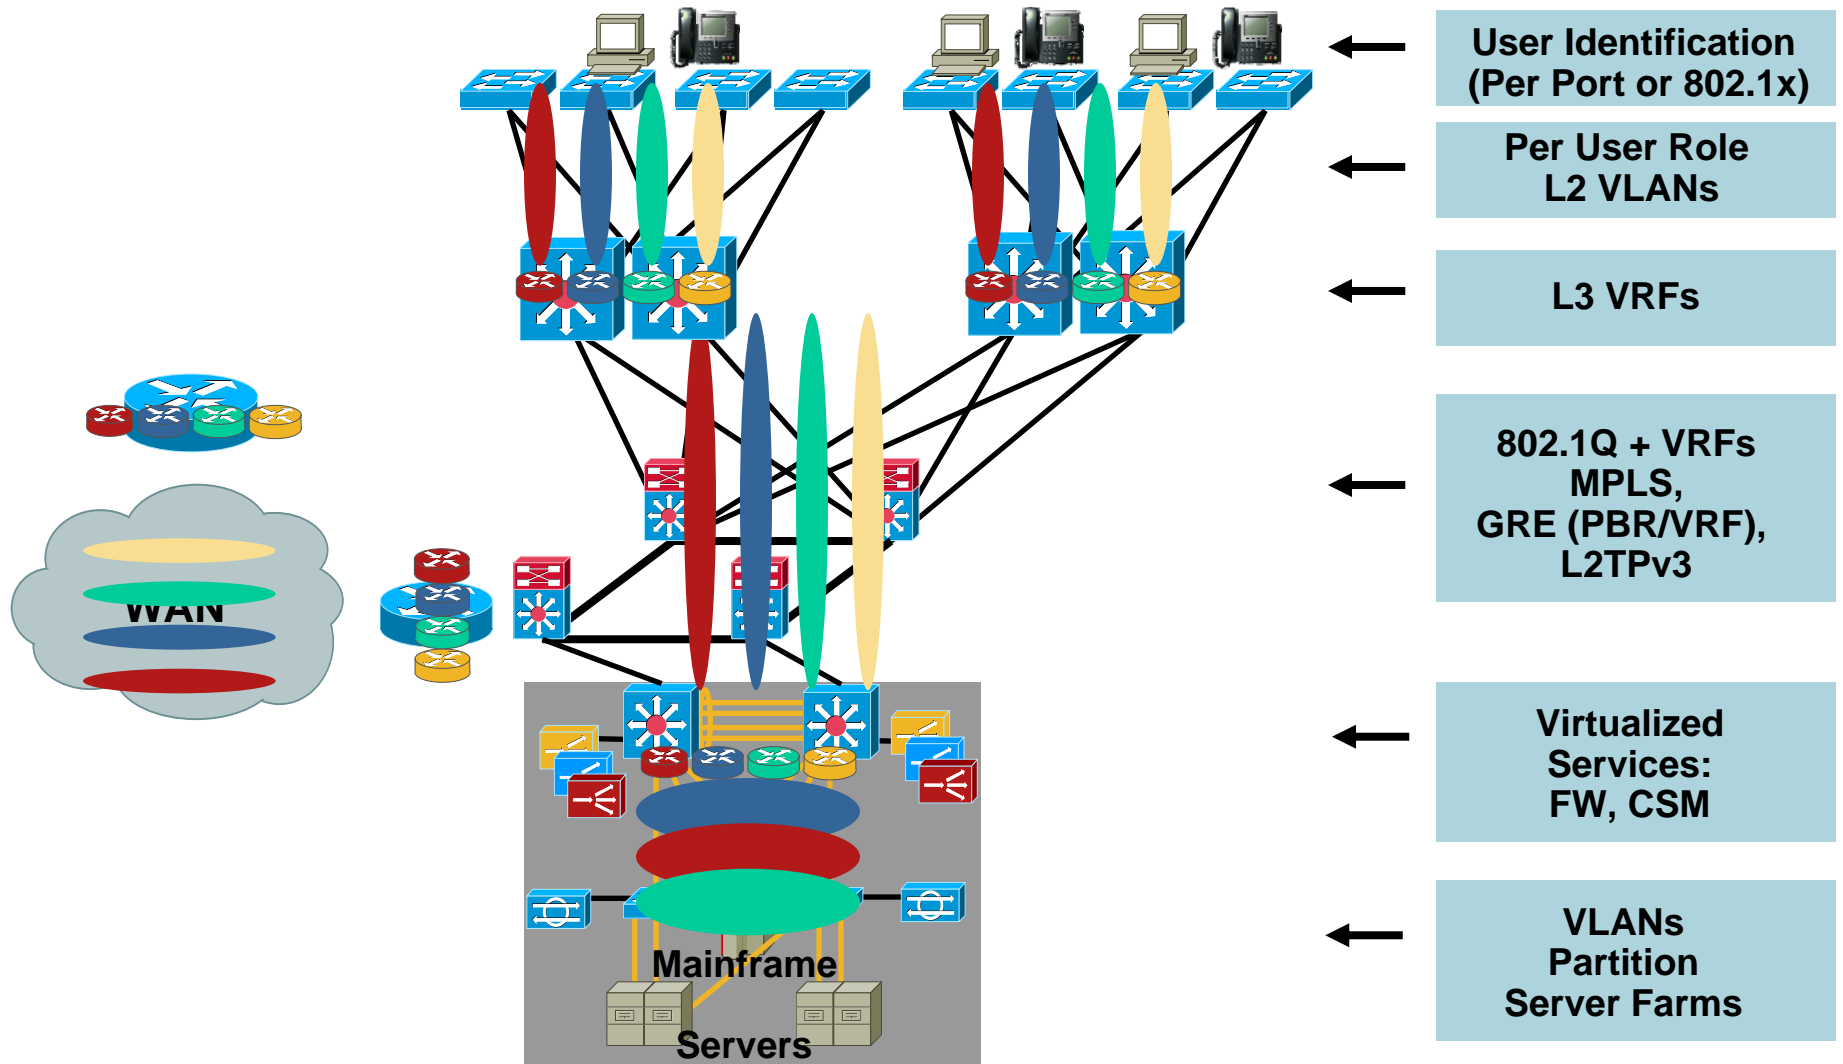 User Identification
(Per Port or 802.1x)
Per User Role
L2 VLANs
L3 VRFs
802.1Q + VRFs
MPLS,
GRE (PBR/VRF),
L2TPv3
WAN
Virtualized
Services:
FW, CSM
VLANs
Partition
Server Farms
Mainframe
Servers